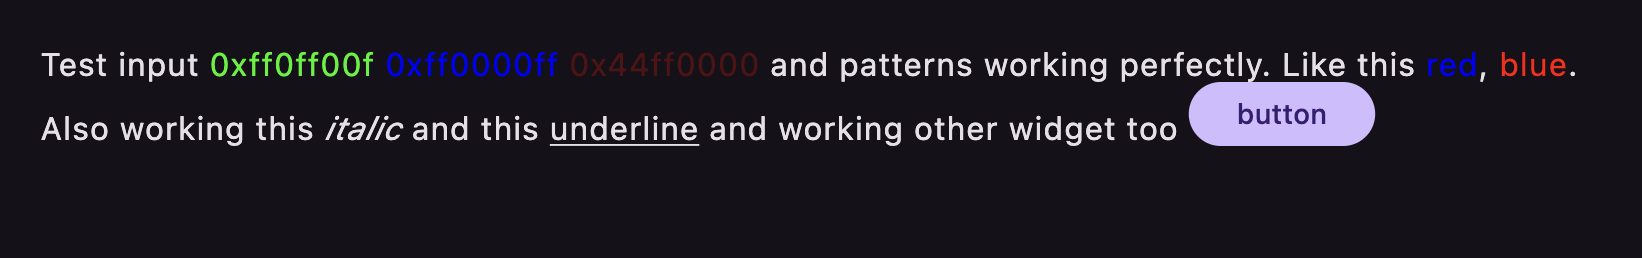 Test input 0xff0ff00f 0xff0000ff 0x44ff0000 and patterns working perfectly. Like this red, blue.
Also working this italic and this underline and working other widget too button